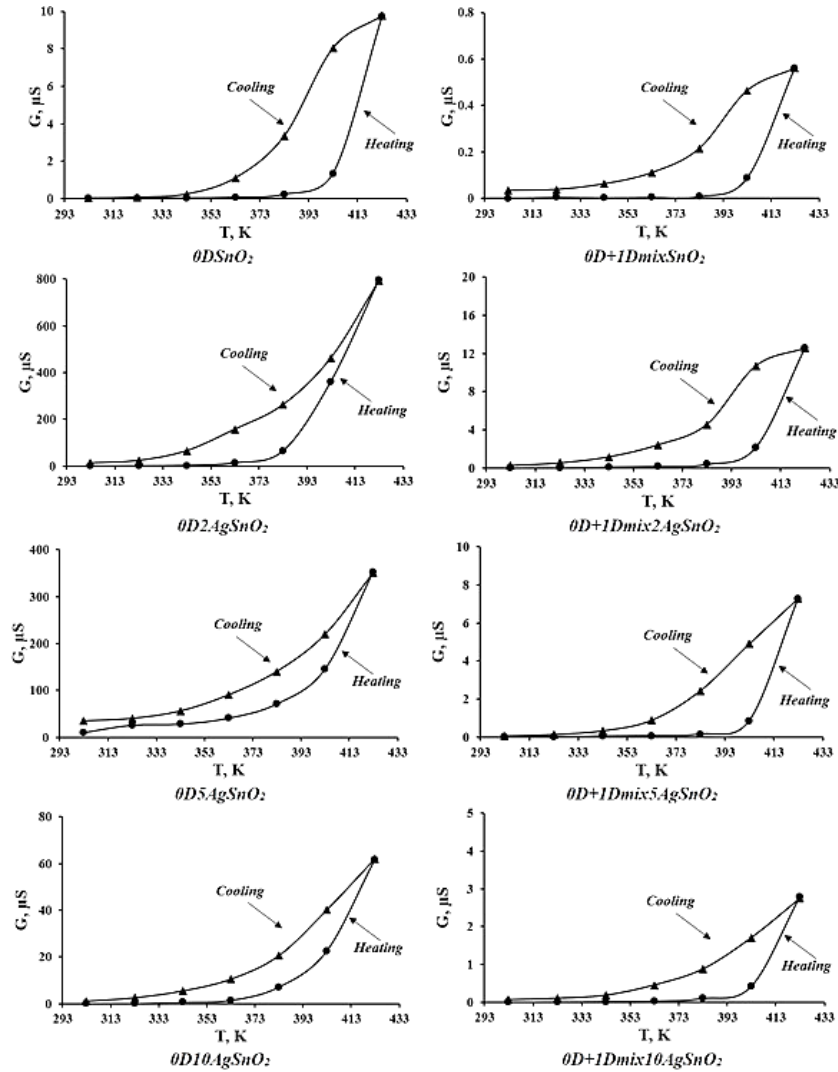 10
8
6
4
2
0
G, µS
Cooling
Heating
293 313 333 353 373 393 413 433
T, K
0DSnO2
0.8
0.6
0.4
0.2
0
G, µS
Cooling
Heating
293 313 333 353 373 393 413 433
T, K
0D+1DmixSnO2
800
600
400
200
0
G, µS
Cooling
Heating
293 313 333 353 373 393 413 433
T, K
0D2AgSnO2
16
12
8
4
0
G, µS
Cooling
Heating
293 313 333 353 373 393 413 433
T, K
0D+1Dmix2AgSnO2
400
300
200
100
0
G, µS
Cooling
Heating
293 313 333 353 373 393 413 433
T, K
0D5AgSnO2
10
8
6
4
2
0
G, µS
Cooling
Heating
293 313 333 353 373 393 413 433
T, K
0D+1Dmix5AgSnO2
80
60
40
20
0
G, µS
Cooling
Heating
293 313 333 353 373 393 413 433
T, K
0D10AgSnO2
5
4
3
2
1
0
G, µS
Cooling
Heating
293 313 333 353 373 393 413 433
T, K
0D+1Dmix10AgSnO2